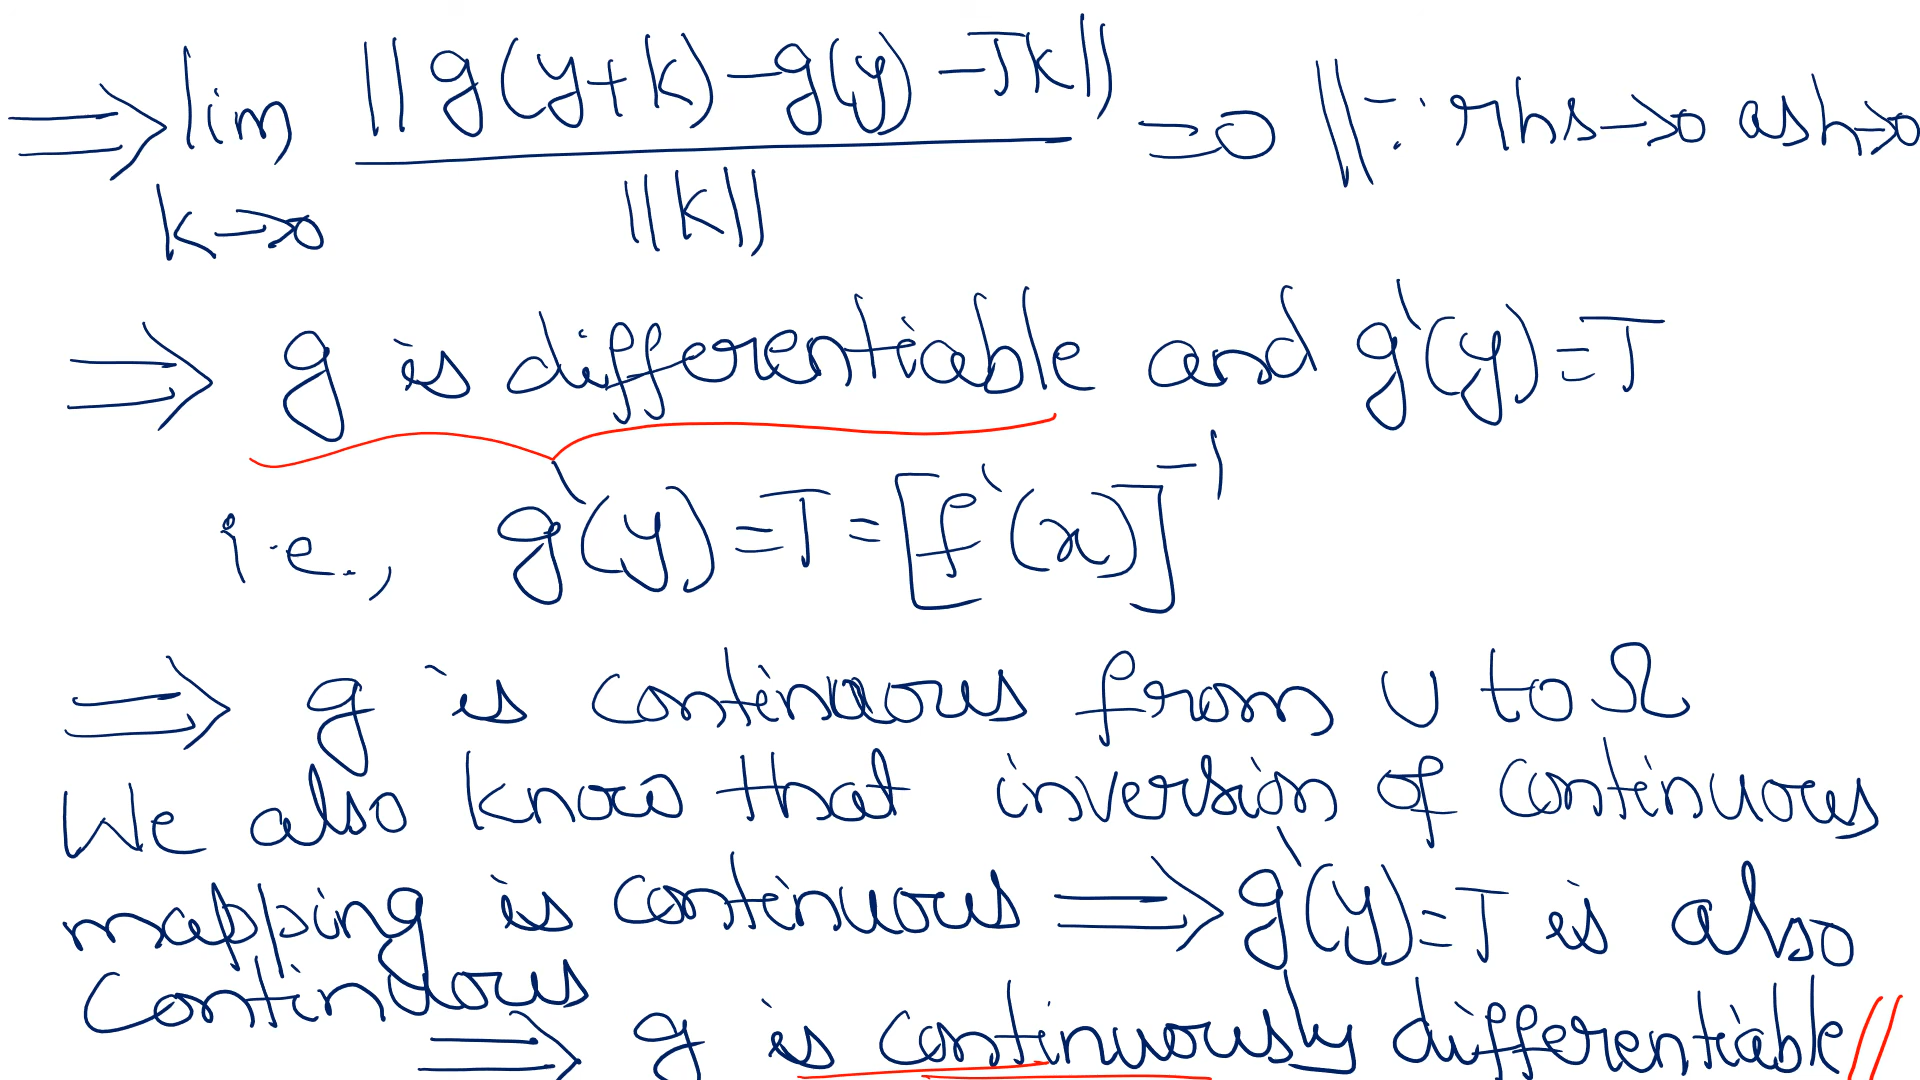 ⟹ lim k→0 ||g(y+k)-g(y)-Tk|| / ||k|| = 0 // ∵ rhs→0 as h→0
⟹ g is differentiable and g'(y)=T
i.e., g'(y)=T=[f'(x)]^-1
⟹ g is continuous from U to Ω
We also know that inversion of continuous
mapping is continuous ⟹ g'(y)=T is also
continuous
⟹ g is continuously differentiable //